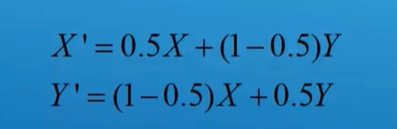 X' = 0.5X + (1 − 0.5)Y
Y' = (1 − 0.5)X + 0.5Y